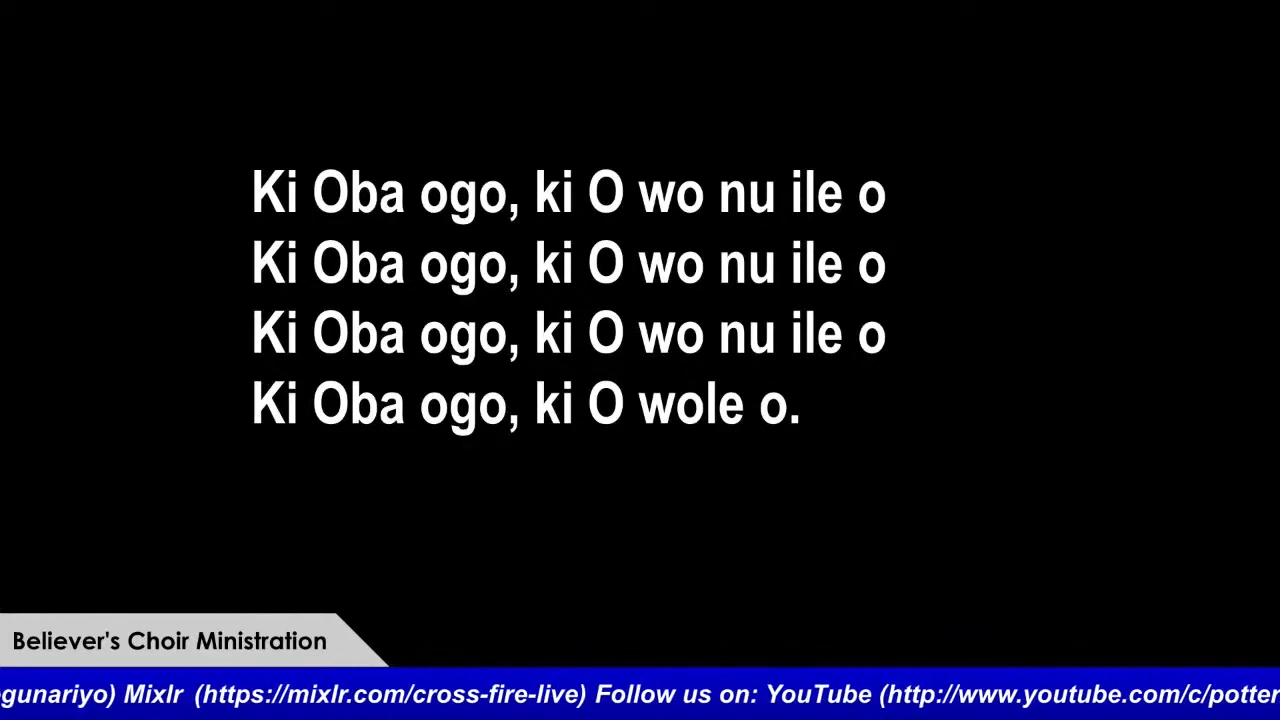 Ki Oba ogo, ki O wo nu ile o
Ki Oba ogo, ki O wo nu ile o
Ki Oba ogo, ki O wo nu ile o
Ki Oba ogo, ki O wole o.
Believer's Choir Ministration
gunariyo) Mixlr (https://mixlr.com/cross-fire-live) Follow us on: YouTube (http://www.youtube.com/c/potter